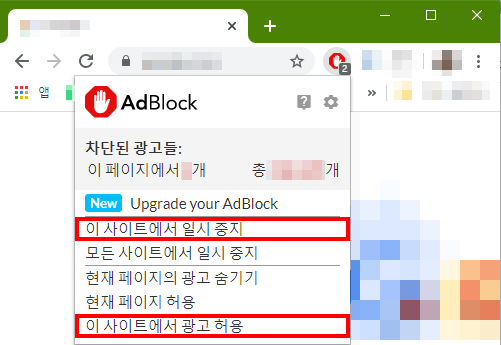 2
앱
»
AdBlock
차단된 광고들:
이 페이지에서 개 총 개
New Upgrade your AdBlock
이 사이트에서 일시 중지
모든 사이트에서 일시 중지
현재 페이지의 광고 숨기기
현재 페이지 허용
이 사이트에서 광고 허용